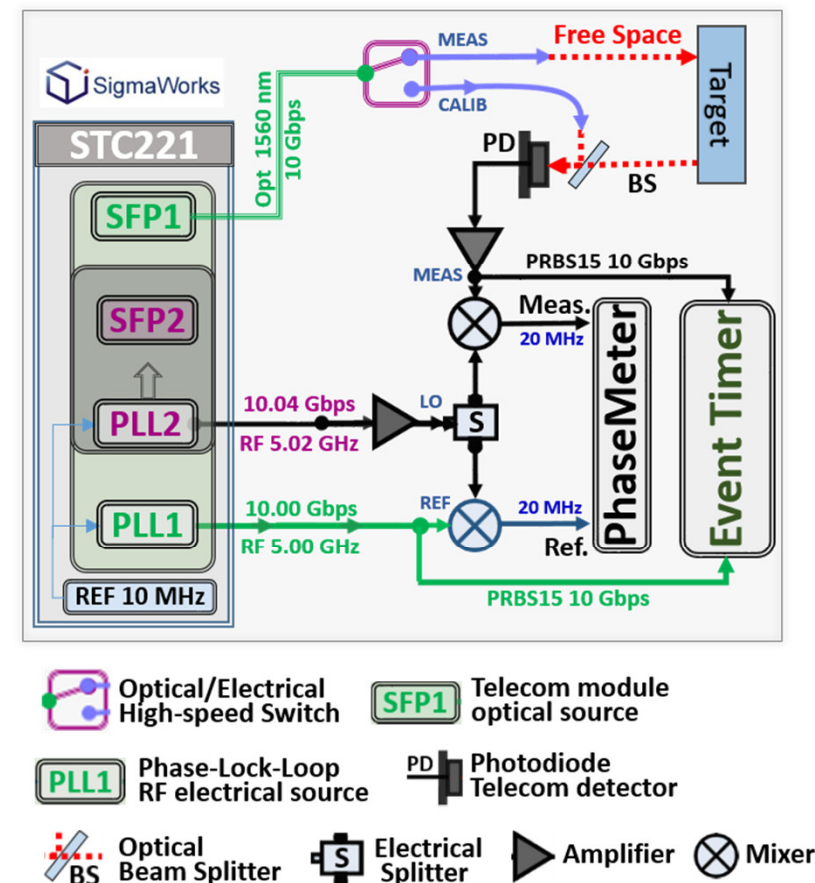 SigmaWorks
STC221
SFP1
SFP2
PLL2
PLL1
REF 10 MHz
Opt 1560 nm
10 Gbps
MEAS
CALIB
Free Space
Target
PD
BS
MEAS
PRBS15 10 Gbps
Meas.
20 MHz
10.04 Gbps
RF 5.02 GHz
LO
S
10.00 Gbps
RF 5.00 GHz
REF
20 MHz
Ref.
PhaseMeter
Event Timer
PRBS15 10 Gbps
Optical/Electrical
High-speed Switch
SFP1
Telecom module
optical source
PLL1
Phase-Lock-Loop
RF electrical source
PD
Photodiode
Telecom detector
BS
Optical
Beam Splitter
S
Electrical
Splitter
Amplifier
Mixer